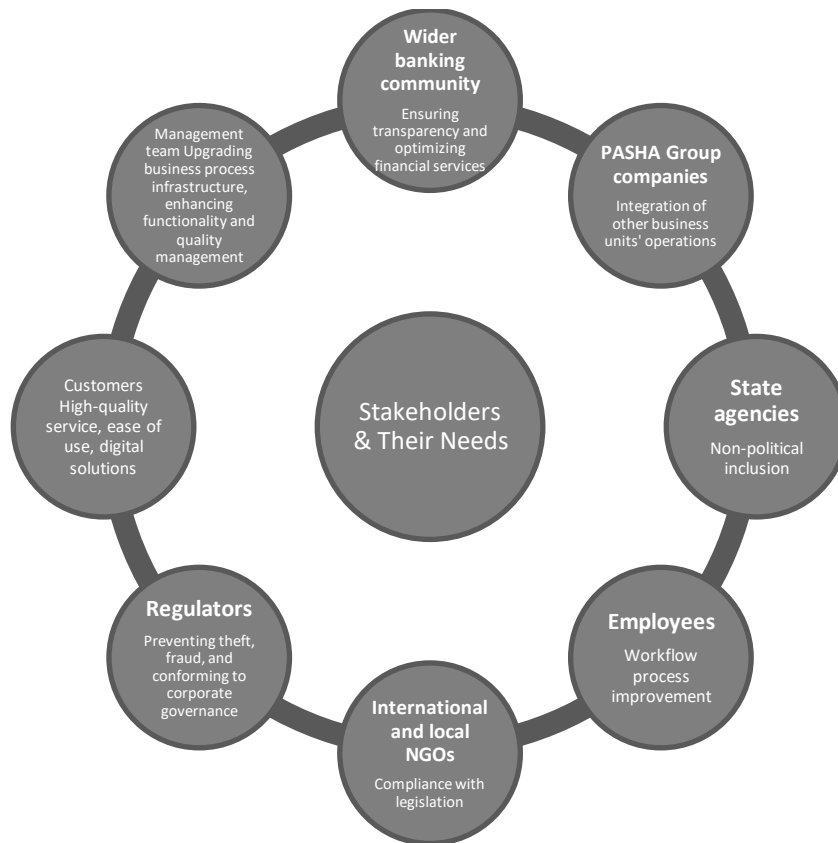 Wider
banking
community
Ensuring
transparency and
optimizing
financial services
PASHA Group
companies
Integration of
other business
units' operations
State
agencies
Non-political
inclusion
Employees
Workflow
process
improvement
International
and local
NGOs
Compliance with
legislation
Regulators
Preventing theft,
fraud, and
conforming to
corporate
governance
Customers
High-quality
service, ease of
use, digital
solutions
Management
team Upgrading
business process
infrastructure,
enhancing
functionality and
quality
management
Stakeholders
& Their Needs